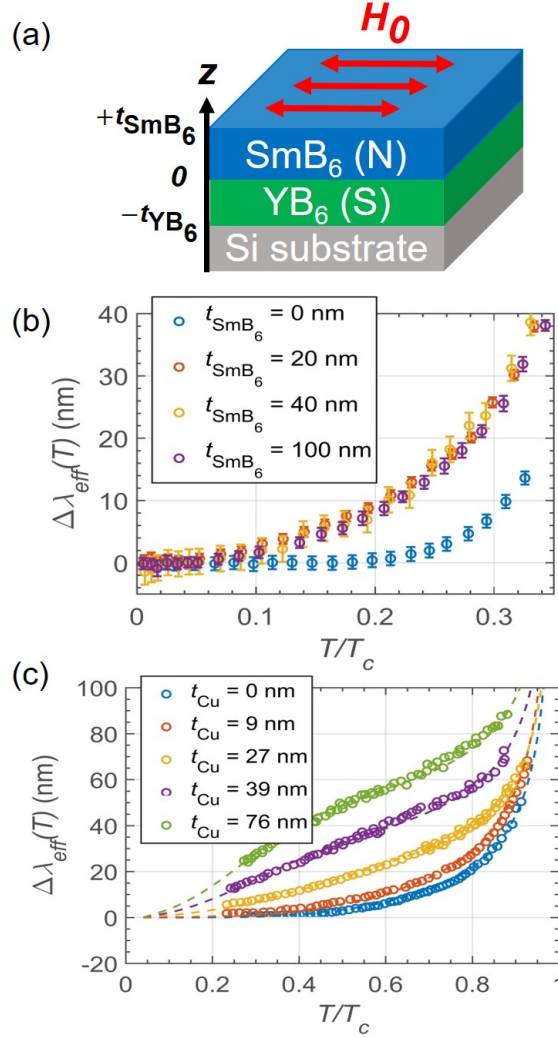 (a)
H0
z
+tSmB6
0
−tYB6
SmB6 (N)
YB6 (S)
Si substrate
(b)
40
30
20
10
0
Δλeff(T) (nm)
tSmB6 = 0 nm
tSmB6 = 20 nm
tSmB6 = 40 nm
tSmB6 = 100 nm
0 0.1 0.2 0.3
T/Tc
(c)
100
80
60
40
20
0
-20
Δλeff(T) (nm)
tCu = 0 nm
tCu = 9 nm
tCu = 27 nm
tCu = 39 nm
tCu = 76 nm
0 0.2 0.4 0.6 0.8 1
T/Tc